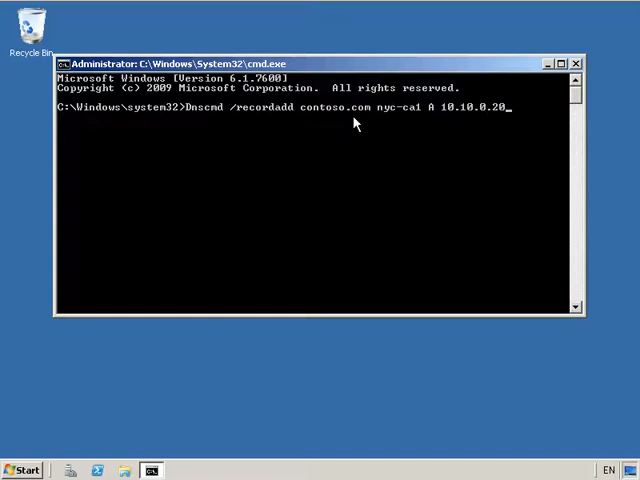 Recycle Bin
Administrator: C:\Windows\System32\cmd.exe
Microsoft Windows [Version 6.1.7600]
Copyright (c) 2009 Microsoft Corporation.  All rights reserved.
C:\Windows\system32>Dnscmd /recordadd contoso.com nyc-ca1 A 10.10.0.20_
Start
EN